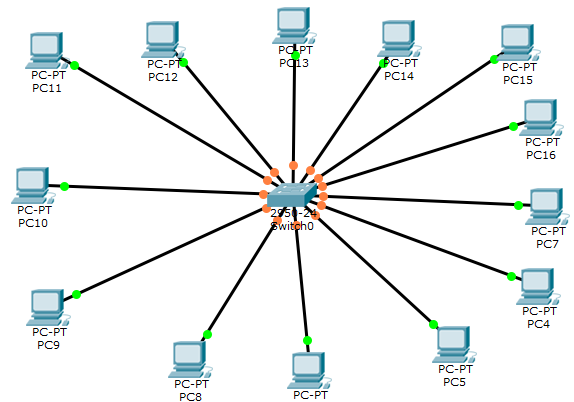 PC-PT
PC13
PC-PT
PC12
PC-PT
PC14
PC-PT
PC11
PC-PT
PC15
PC-PT
PC16
PC-PT
PC10
2950-24
Switch0
PC-PT
PC7
PC-PT
PC4
PC-PT
PC9
PC-PT
PC5
PC-PT
PC8
PC-PT